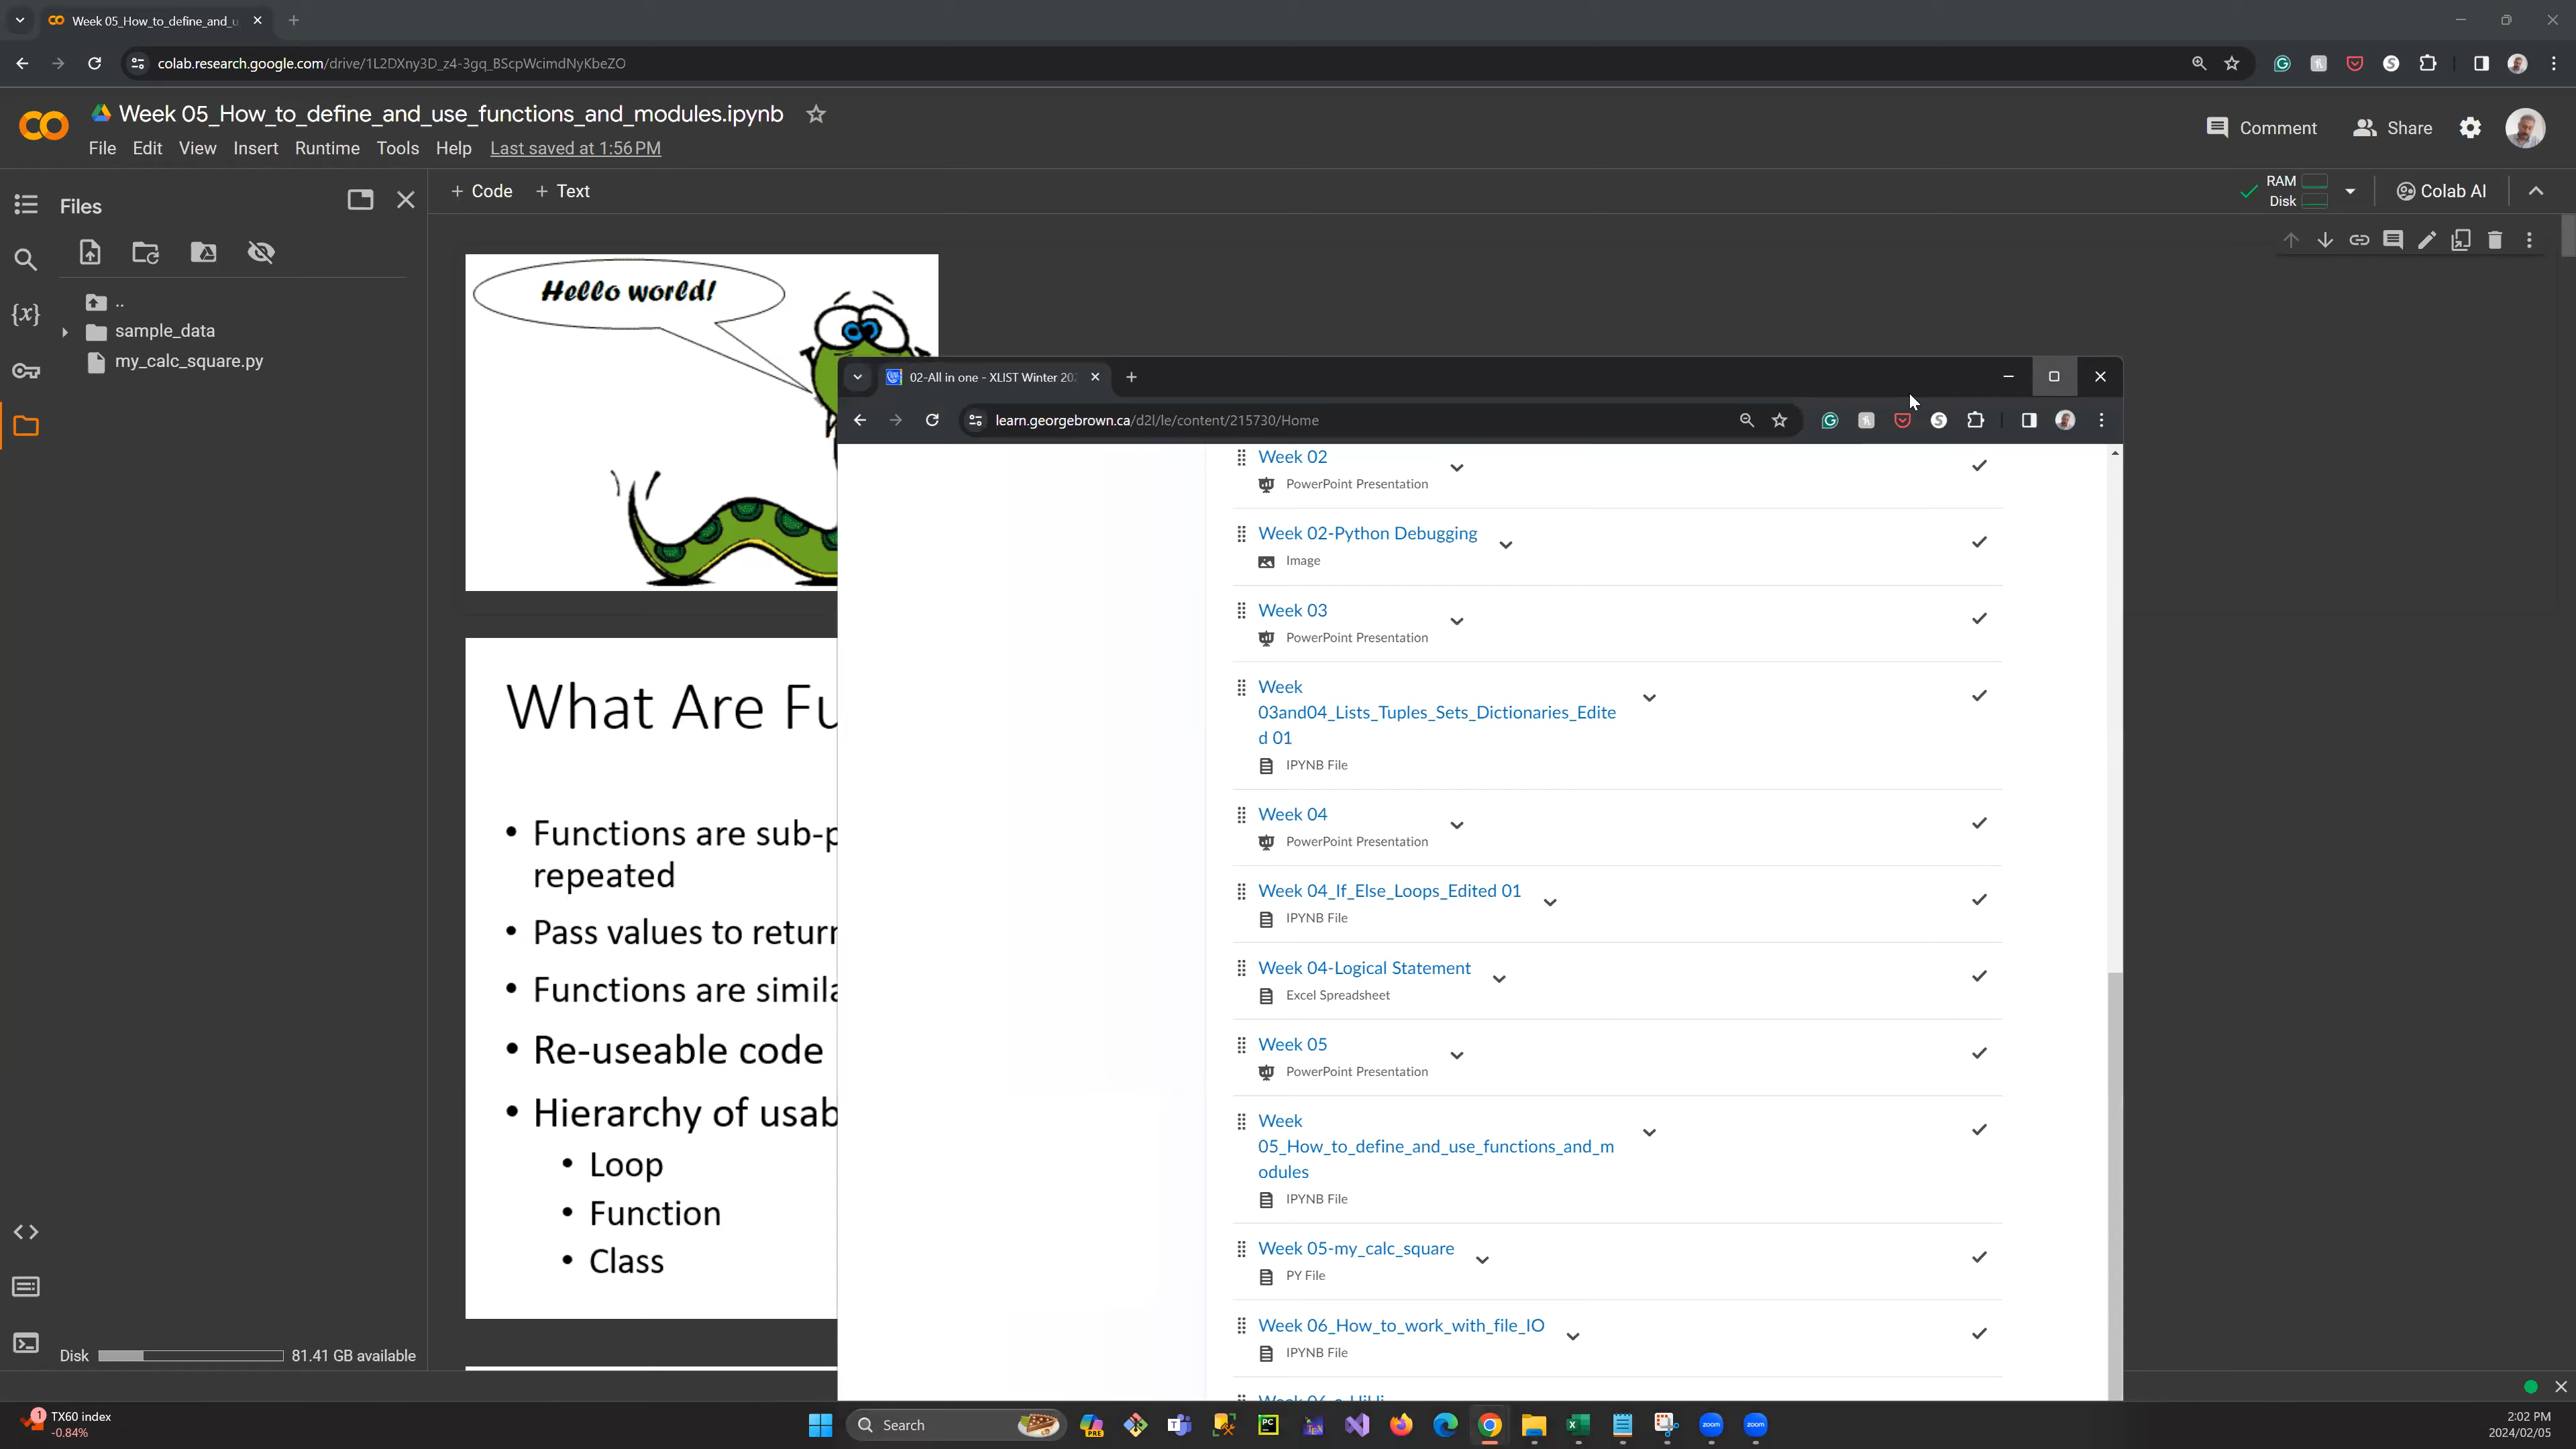 Week 05_How_to_define_and_u
colab.research.google.com/drive/1L2DXny3D_z4-3gq_BScpWcimdNyKbeZO
Week 05_How_to_define_and_use_functions_and_modules.ipynb
Comment
Share
File Edit View Insert Runtime Tools Help Last saved at 1:56 PM
Files
+ Code + Text
RAM
Disk
Colab AI
..
sample_data
my_calc_square.py
Hello world!
02-All in one - XLIST Winter 202
learn.georgebrown.ca/d2l/le/content/215730/Home
Week 02
PowerPoint Presentation
Week 02-Python Debugging
Image
Week 03
PowerPoint Presentation
Week
03and04_Lists_Tuples_Sets_Dictionaries_Edite
d 01
IPYNB File
Week 04
PowerPoint Presentation
Week 04_If_Else_Loops_Edited 01
IPYNB File
Week 04-Logical Statement
Excel Spreadsheet
Week 05
PowerPoint Presentation
Week
05_How_to_define_and_use_functions_and_m
odules
IPYNB File
Week 05-my_calc_square
PY File
Week 06_How_to_work_with_file_IO
IPYNB File
What Are Fu
• Functions are sub-p
repeated
• Pass values to return
• Functions are simila
• Re-useable code
• Hierarchy of usab
• Loop
• Function
• Class
Disk 81.41 GB available
1
TX60 index
-0.84%
Search
PRE
PC
zoom
zoom
2:02 PM
2024/02/05